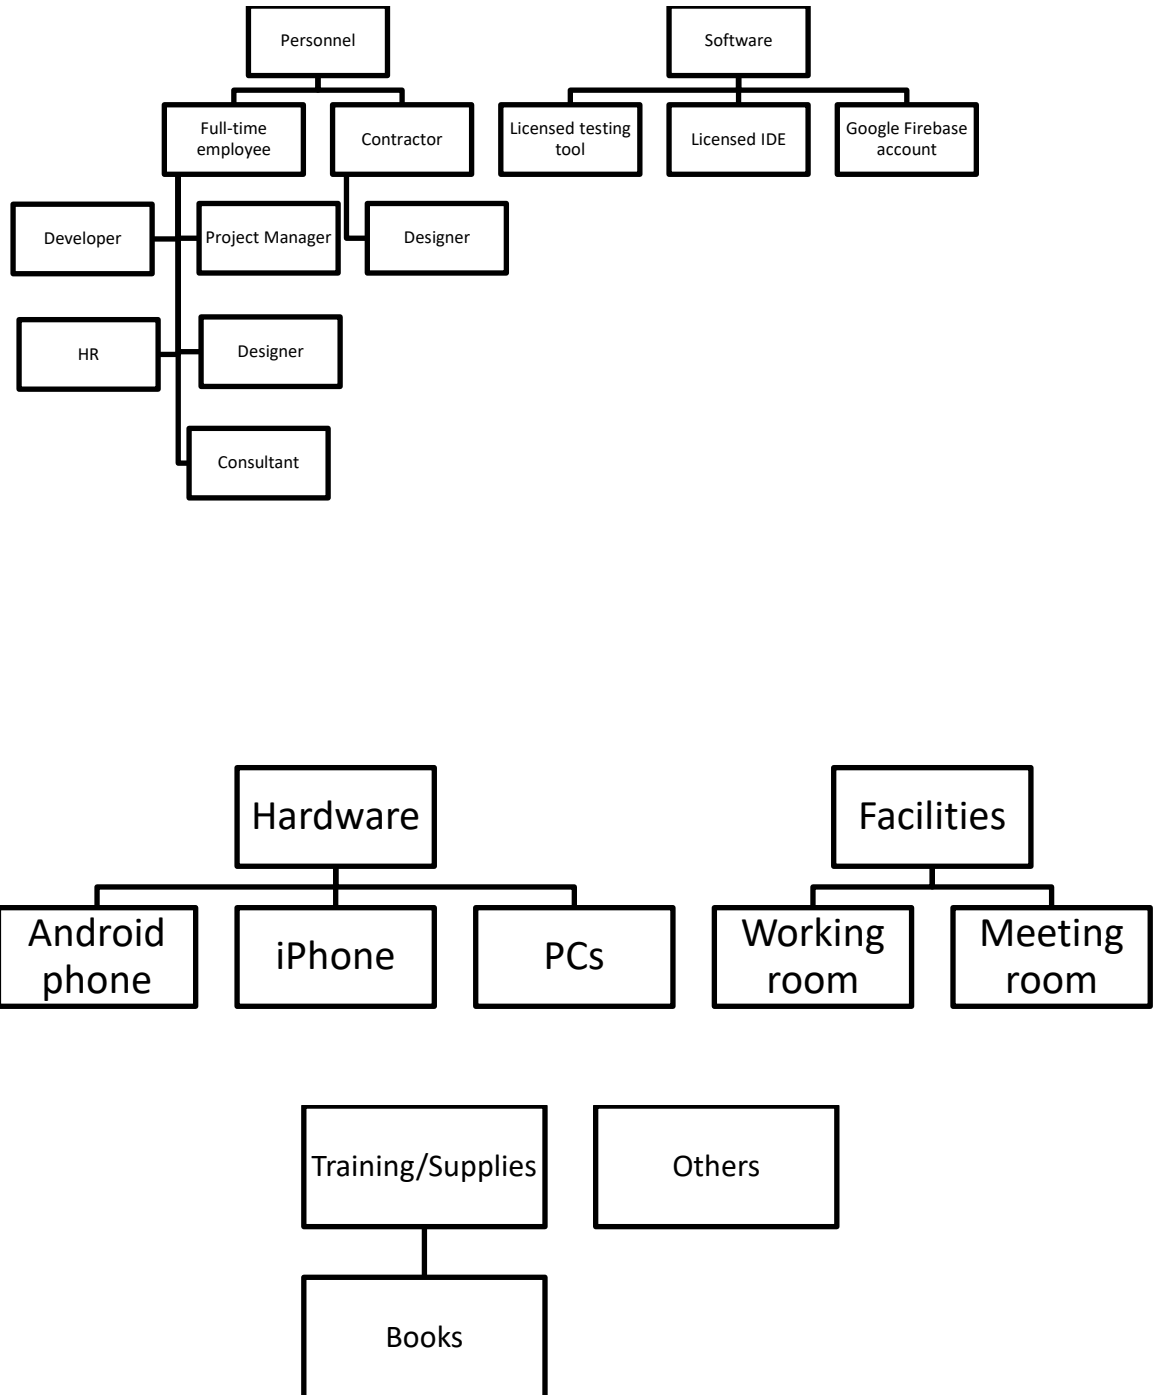 Personnel
Software
Full-time
employee
Contractor
Licensed testing
tool
Licensed IDE
Google Firebase
account
Developer
Project Manager
Designer
HR
Designer
Consultant
Hardware
Facilities
Android
phone
iPhone
PCs
Working
room
Meeting
room
Training/Supplies
Others
Books